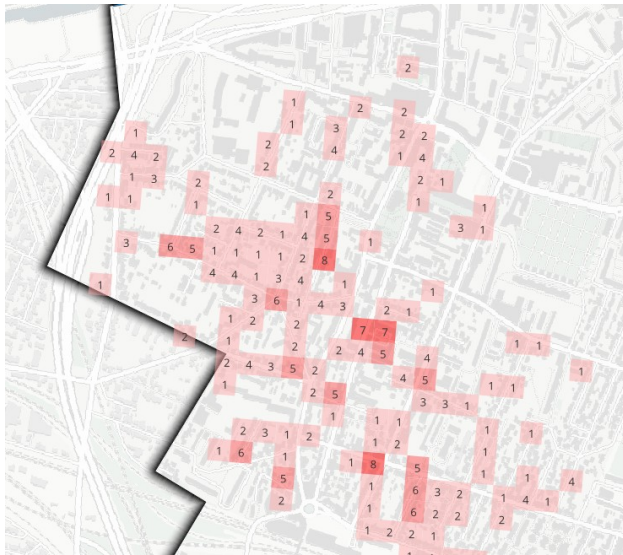 2
1 2 2
1 3 2 2
1 2 4 1 4
2 4 2 2
1 3 2 2 1
1 1 1 2 1 1
1 5 3 1
2 4 2 1 4 5 1
3 6 5 1 1 1 1 2 8
4 4 1 3 4 1
1 3 6 1 4 3 1
1 2 2 2 1
2 1 2 7 7
2 4 5 4 1 1
2 4 3 5 2 1
1 2 5 4 5 1 1
1 3 3 1
2 3 1 2 1 1 1 1
1 6 1 1 2 1
1 8 5 1
5 1 6 3 2 1 4
2 1 6 2 2 1 4 1
1 2 2 1 2
1